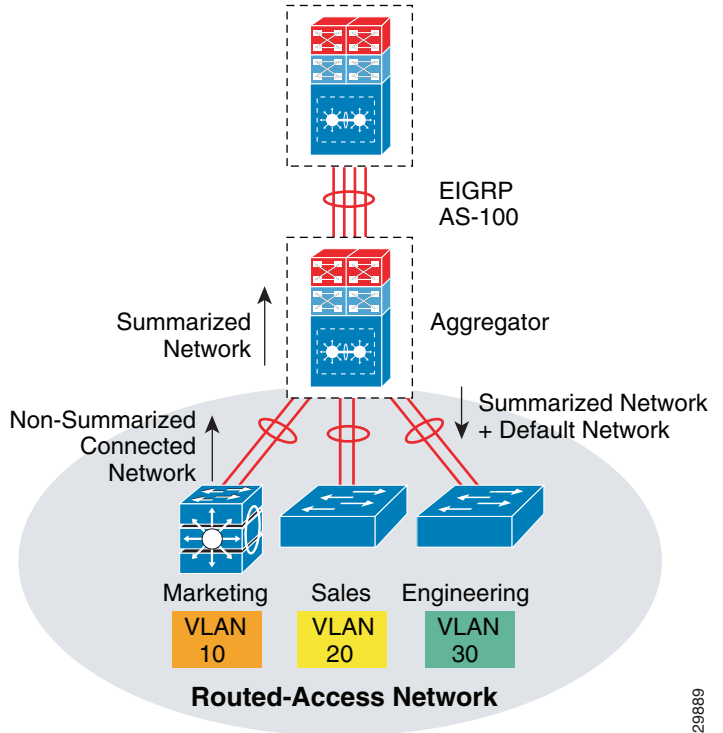 EIGRP
AS-100
Summarized
Network
Aggregator
Non-Summarized
Connected
Network
Summarized Network
+ Default Network
Marketing
Sales
Engineering
VLAN
10
VLAN
20
VLAN
30
Routed-Access Network
29889